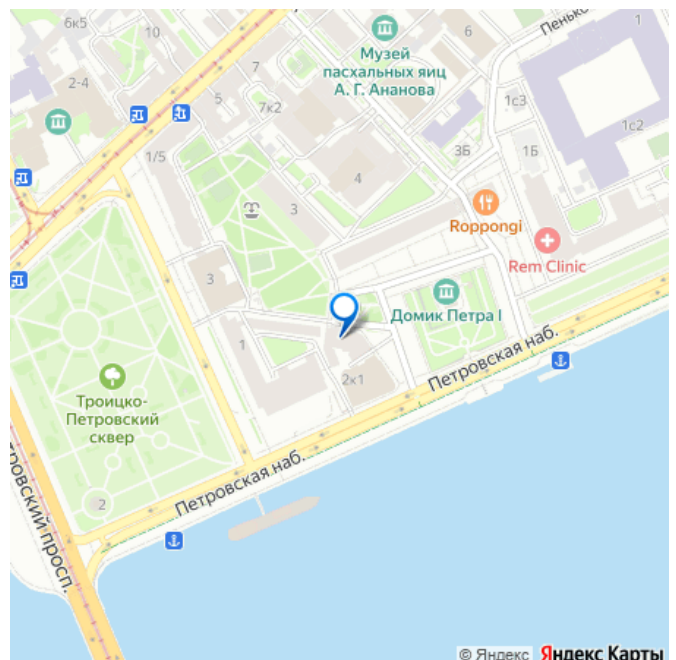 6к5
10
7
6
Пенько
1
Музей
пасхальных яиц
А. Г. Ананова
2-4
5
7к2
1с3
1с2
1/5
3Б
1Б
4
3
Roppongi
Rem Clinic
3
Домик Петра I
1
2к1
Петровская наб.
Троицко-
Петровский
сквер
Петровская наб.
2
тровский просп.
© Яндекс Яндекс Карты